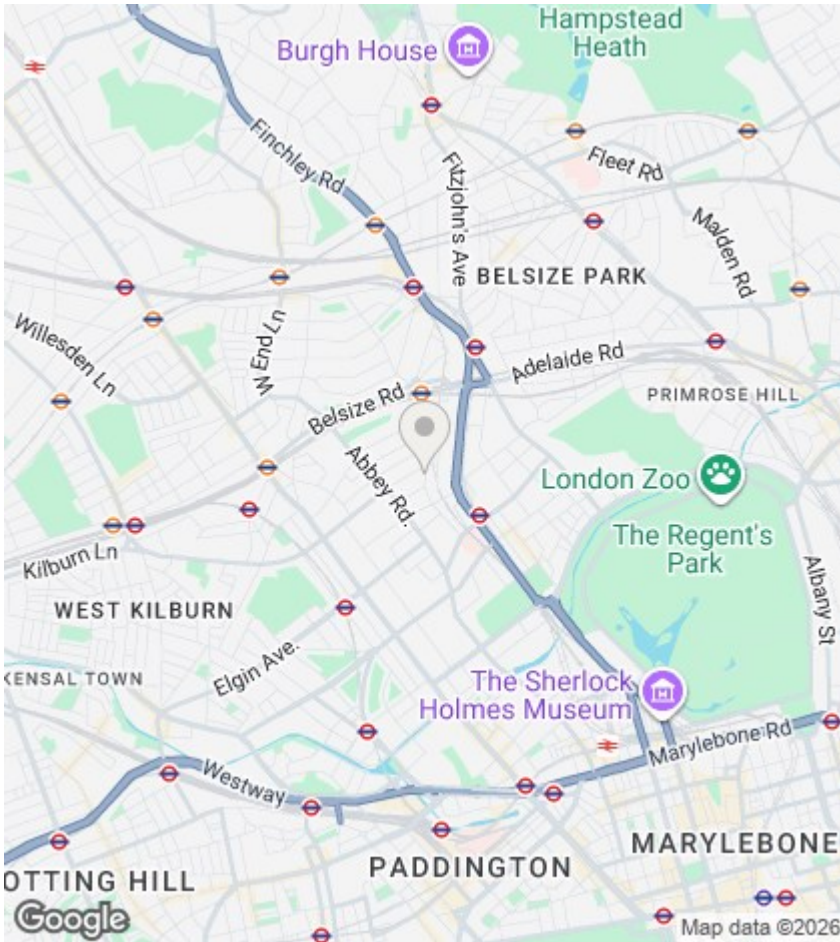 Hampstead
Heath
Burgh House
Finchley Rd
Fitzjohn's Ave
Fleet Rd
Malden Rd
BELSIZE PARK
Willesden Ln
W End Ln
Adelaide Rd
Belsize Rd
PRIMROSE HILL
Abbey Rd.
London Zoo
The Regent's
Park
Kilburn Ln
Albany St
WEST KILBURN
Elgin Ave.
KENSAL TOWN
The Sherlock
Holmes Museum
Marylebone Rd
Westway
MARYLEBONE
PADDINGTON
OTTING HILL
Google
Map data ©2026